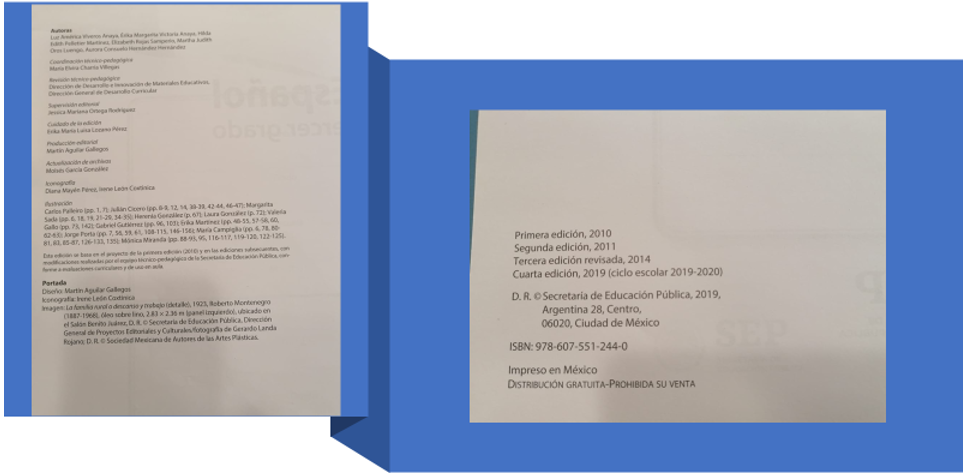 Autoras
Luz América Viveros Anaya, Erika Margarita Victoria Anaya, Hilda
Edith Pelletier Martínez, Elizabeth Rojas Samperio, Martha Judith
Oros Luengo, Aurora Consuelo Hernández Hernández
Coordinación técnico-pedagógica
María Elvira Charria Villegas
Revisión técnico-pedagógica
Dirección de Desarrollo e Innovación de Materiales Educativos,
Dirección General de Desarrollo Curricular
Supervisión editorial
Jessica Mariana Ortega Rodríguez
Cuidado de la edición
Erika María Luisa Lozano Pérez
Producción editorial
Martín Aguilar Gallegos
Actualización de archivos
Moisés García González
Iconografía
Diana Mayén Pérez, Irene León Coxtinica
Ilustración
Carlos Palleiro (pp. 1, 7); Julián Cicero (pp. 8-9, 12, 14, 38-39, 42-44, 46-47); Margarita
Sada (pp. 6, 18, 19, 21-29, 34-35); Herenia González (p. 67); Laura González (p. 72); Valeria
Gallo (pp. 73, 142); Gabriel Gutiérrez (pp. 96, 103); Erika Martínez (pp. 48-55, 57-58, 60,
62-63); Jorge Porta (pp. 7, 56, 59, 61, 108-115, 146-156); María Campiglia (pp. 6, 78, 80-
81, 83, 85-87, 126-133, 135); Mónica Miranda (pp. 88-93, 95, 116-117, 119-120, 122-125).
Esta edición se basa en el proyecto de la primera edición (2010) y en las ediciones subsecuentes, con
modificaciones realizadas por el equipo técnico-pedagógico de la Secretaría de Educación Pública, con-
forme a evaluaciones curriculares y de uso en aula.
Portada
Diseño: Martín Aguilar Gallegos
Iconografía: Irene León Coxtinica
Imagen: La familia rural o descanso y trabajo (detalle), 1923, Roberto Montenegro
(1887-1968), óleo sobre lino, 2.83 × 2.36 m (panel izquierdo), ubicado en
el Salón Benito Juárez, D. R. © Secretaría de Educación Pública, Dirección
General de Proyectos Editoriales y Culturales/fotografía de Gerardo Landa
Rojano; D. R. © Sociedad Mexicana de Autores de las Artes Plásticas.
Primera edición, 2010
Segunda edición, 2011
Tercera edición revisada, 2014
Cuarta edición, 2019 (ciclo escolar 2019-2020)
D. R. © Secretaría de Educación Pública, 2019,
Argentina 28, Centro,
06020, Ciudad de México
ISBN: 978-607-551-244-0
Impreso en México
DISTRIBUCIÓN GRATUITA-PROHIBIDA SU VENTA